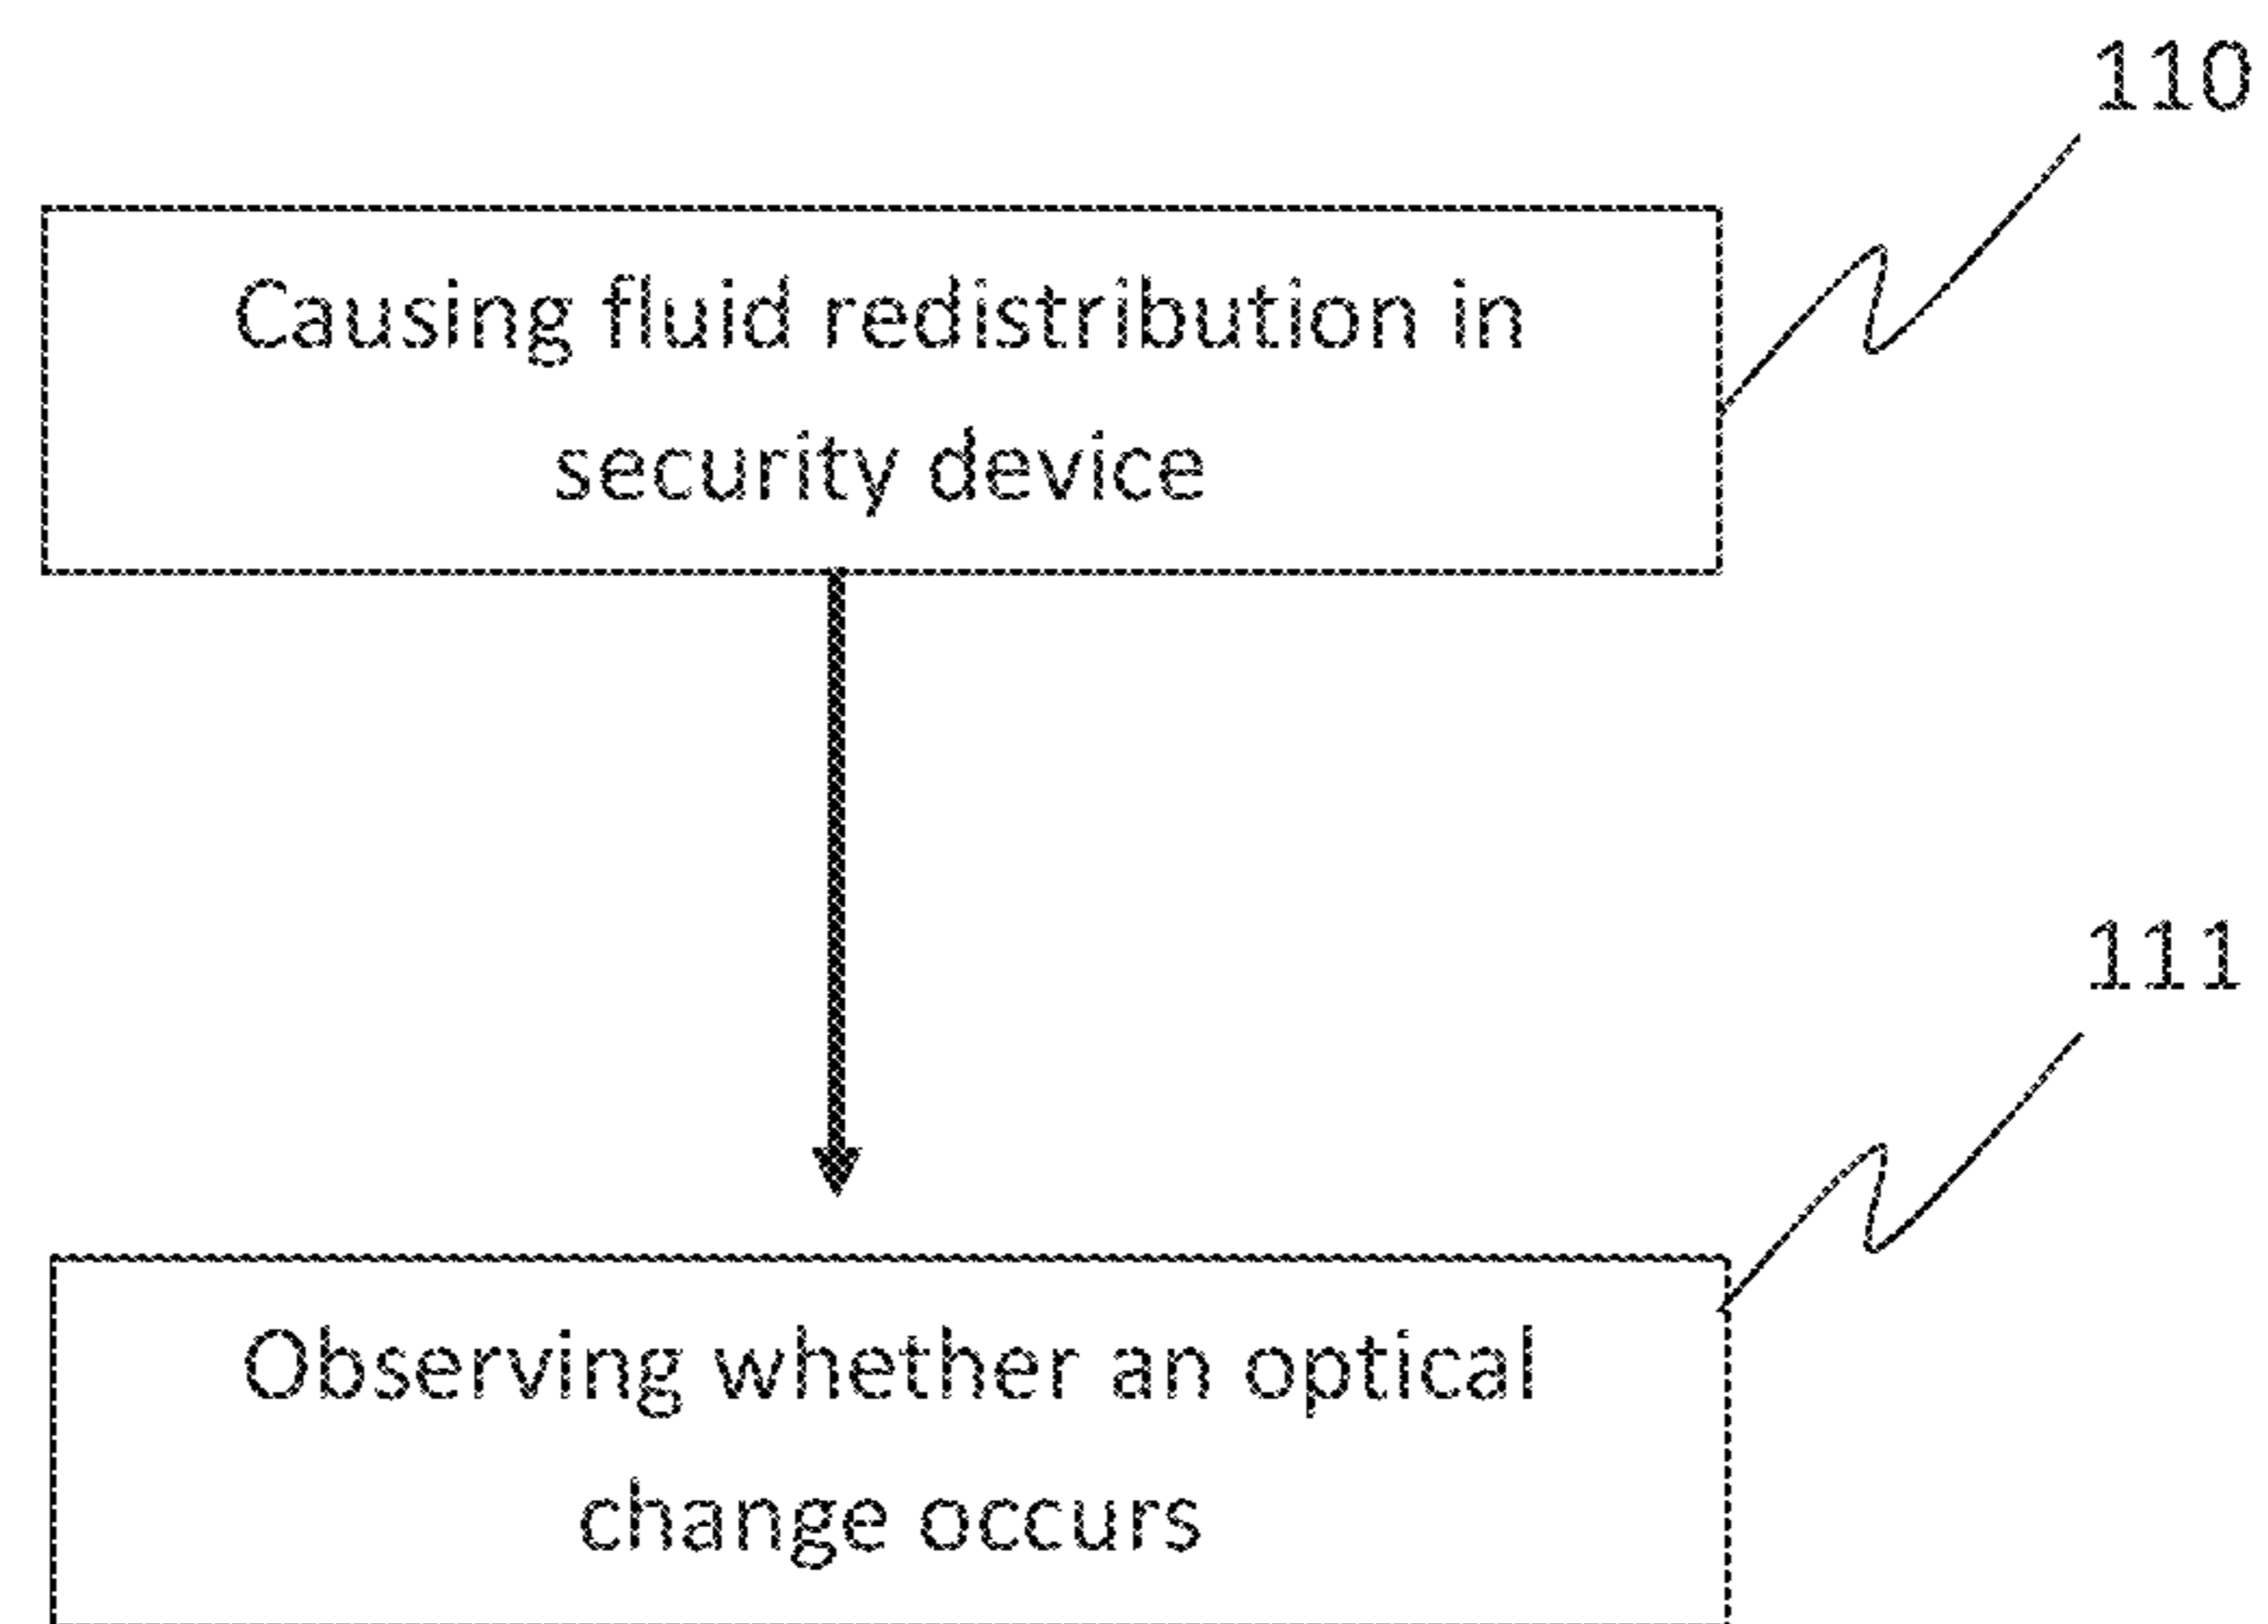 110
Causing fluid redistribution in
security device
111
Observing whether an optical
change occurs